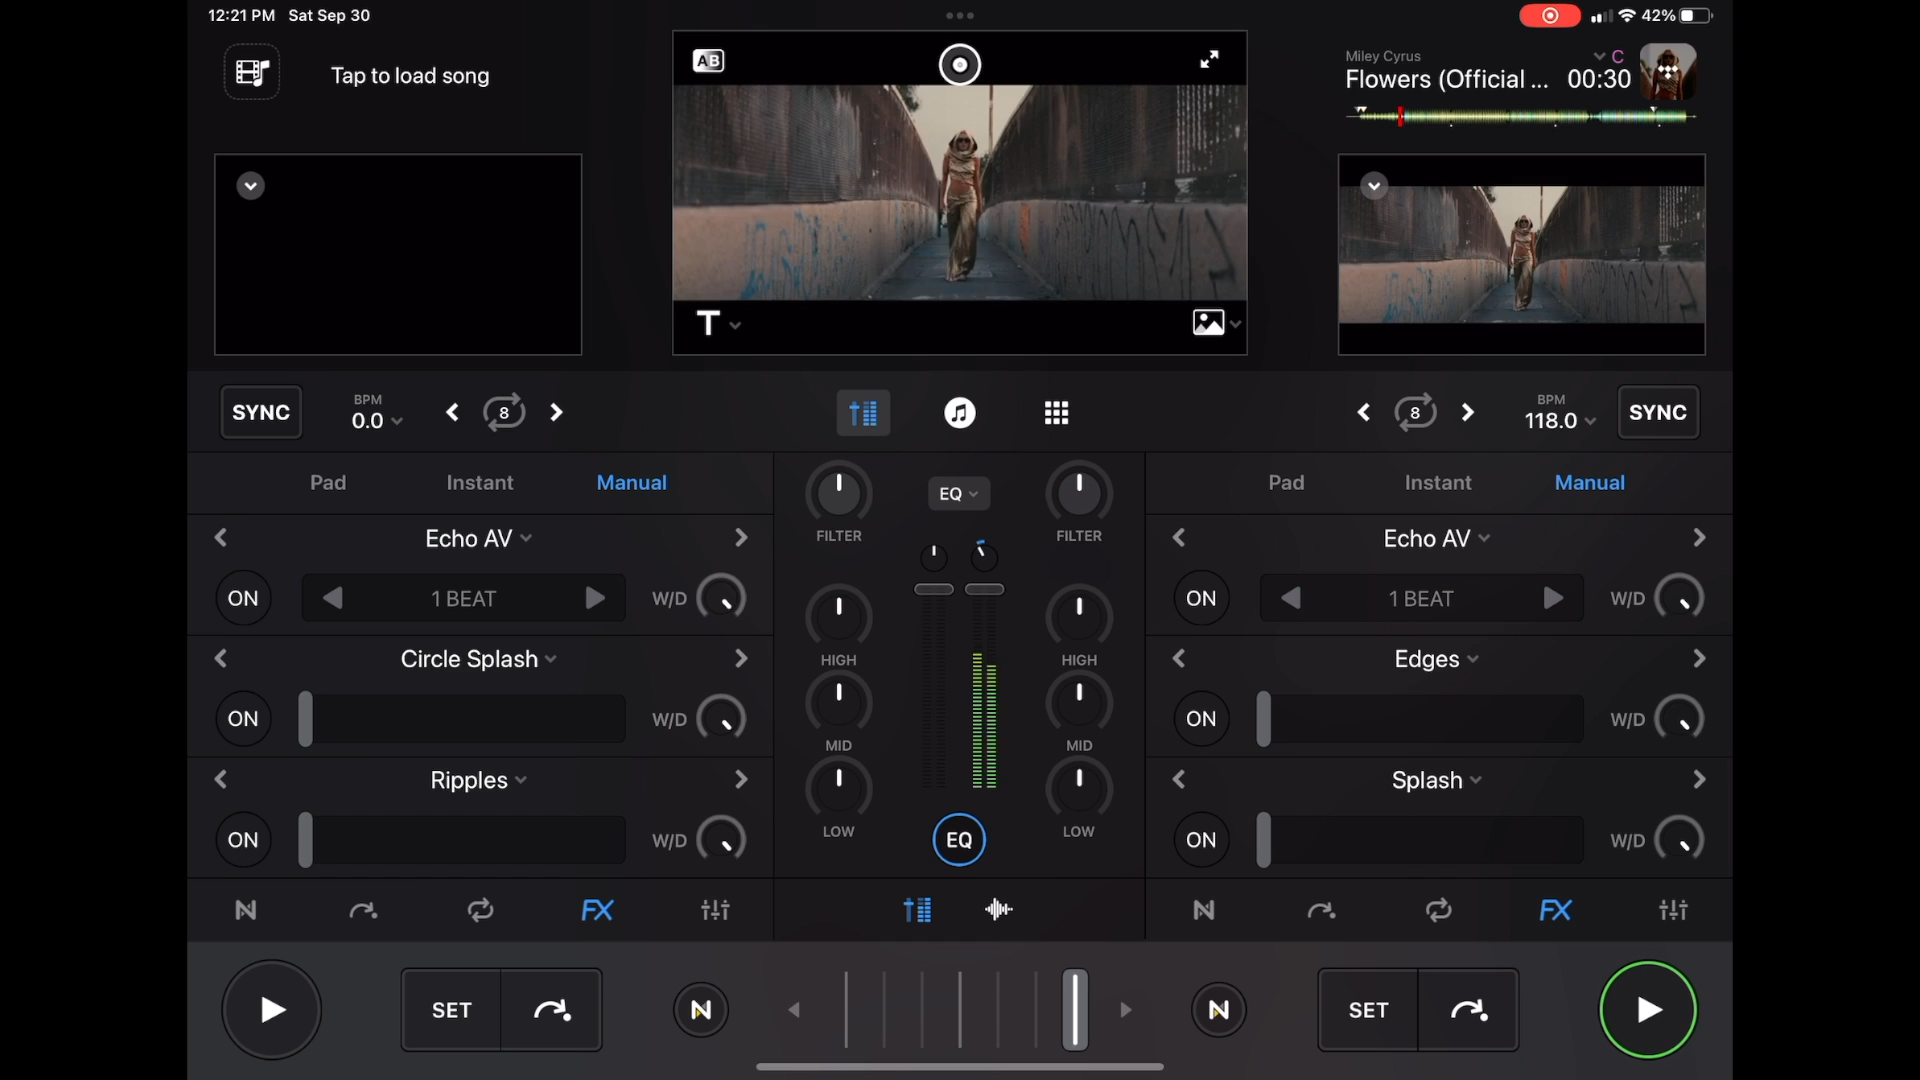 12:21 PM Sat Sep 30
42%
Tap to load song
AB
Miley Cyrus
C
Flowers (Official ...
00:30
T
SYNC
BPM
0.0
8
8
BPM
118.0
SYNC
Pad
Instant
Manual
EQ
Pad
Instant
Manual
FILTER
FILTER
Echo AV
Echo AV
ON
1 BEAT
W/D
ON
1 BEAT
W/D
HIGH
HIGH
Circle Splash
Edges
ON
W/D
ON
W/D
MID
MID
Ripples
Splash
ON
W/D
LOW
EQ
LOW
ON
W/D
FX
FX
SET
SET